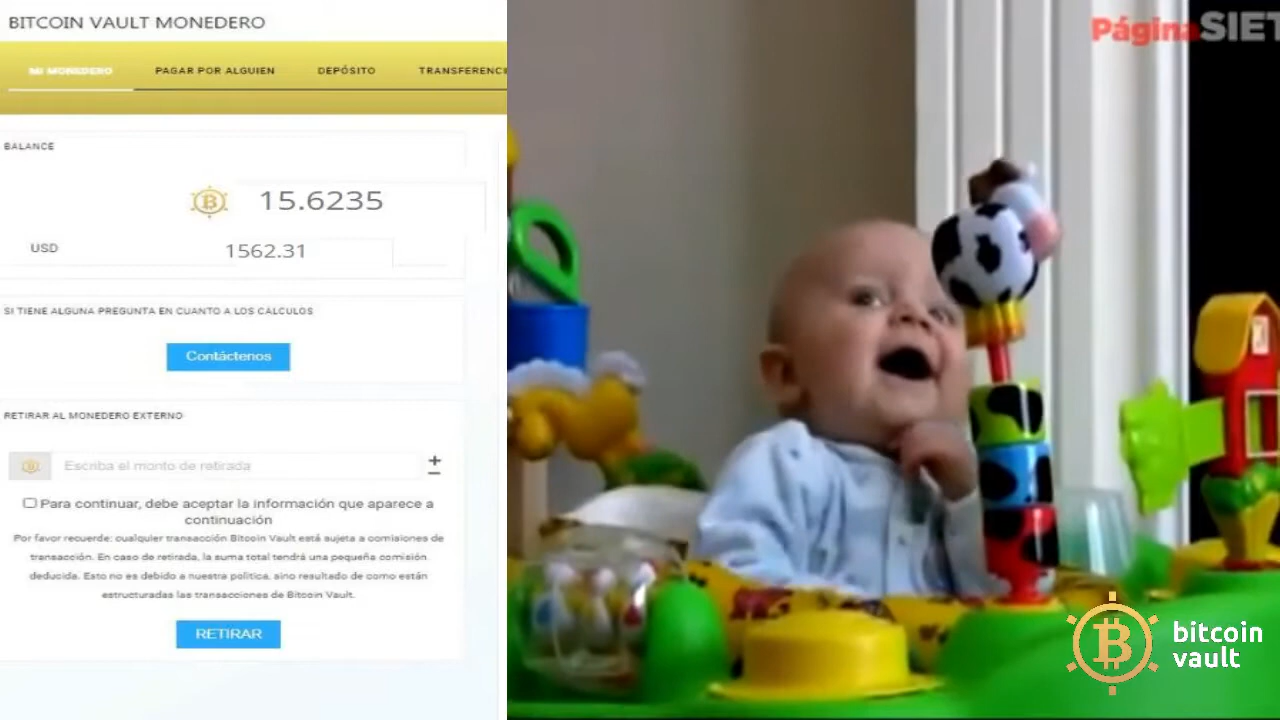 BITCOIN VAULT MONEDERO
MI MONEDERO PAGAR POR ALGUIEN DEPÓSITO TRANSFERENCI
BALANCE
15.6235
USD 1562.31
SI TIENE ALGUNA PREGUNTA EN CUANTO A LOS CALCULOS
Contáctenos
RETIRAR AL MONEDERO EXTERNO
Escriba el monto de retirada
Para continuar, debe aceptar la información que aparece a
continuación
Por favor recuerde: cualquier transacción Bitcoin Vault está sujeta a comisiones de
transacción. En caso de retirada, la suma total tendrá una pequeña comisión
deducida. Esto no es debido a nuestra política, sino resultado de como están
estructuradas las transacciones de Bitcoin Vault.
RETIRAR
PáginaSIET
bitcoin
vault